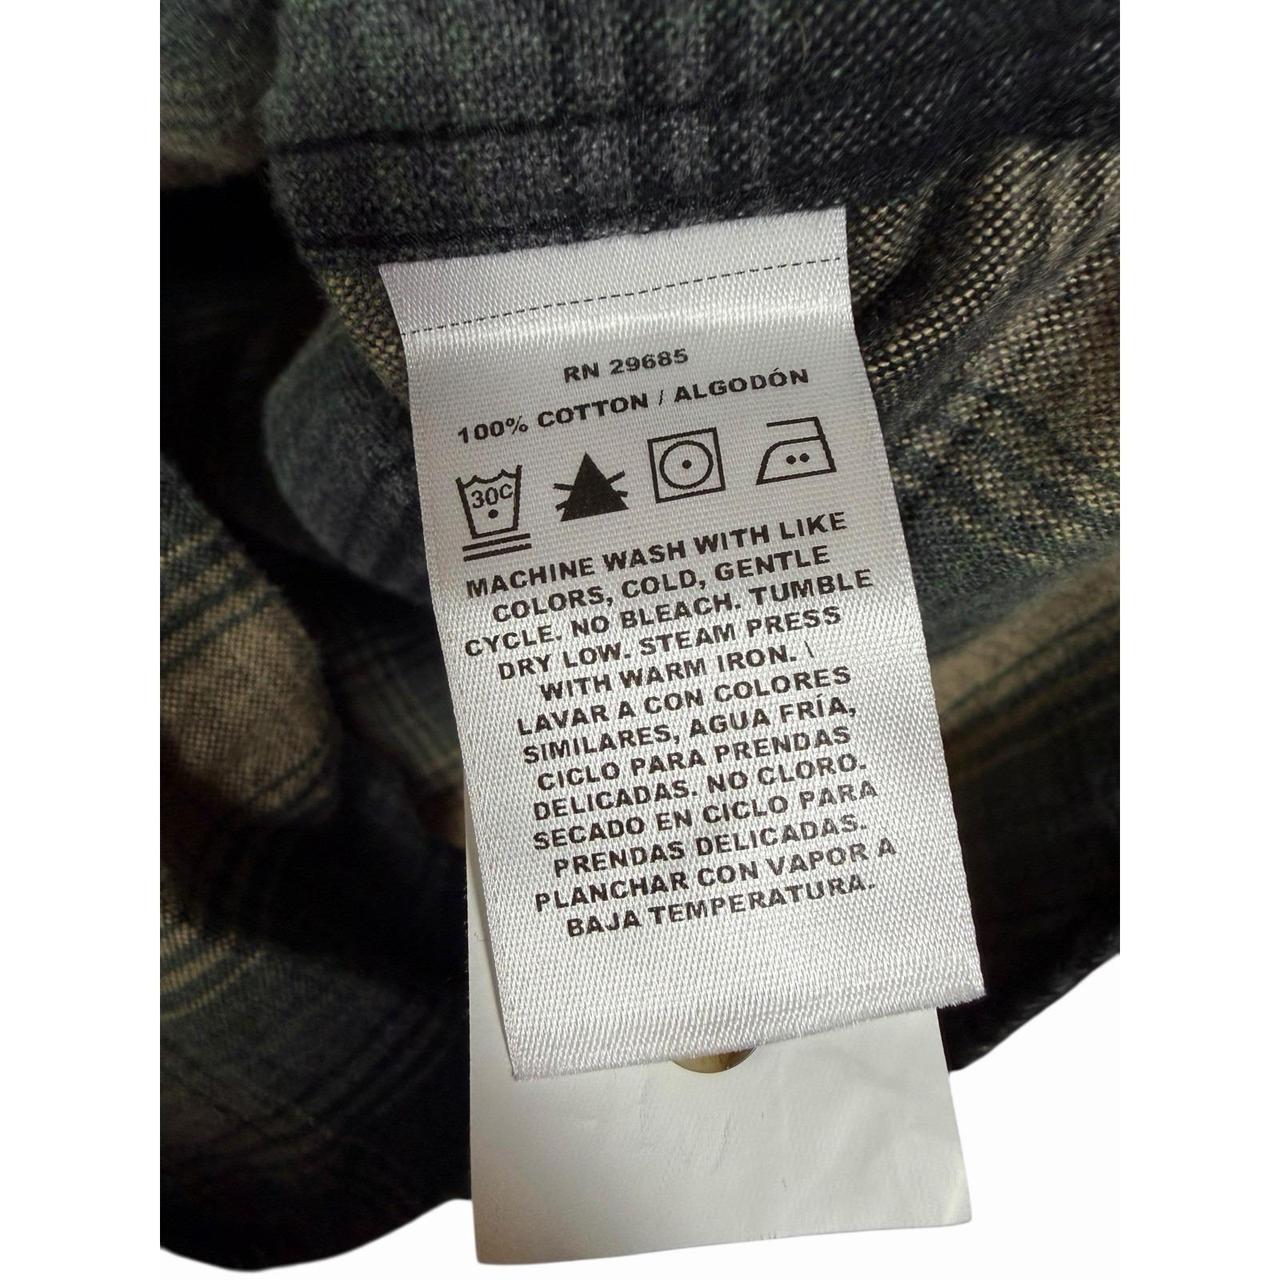 RN 29685
100% COTTON / ALGODÓN
30C
MACHINE WASH WITH LIKE
COLORS, COLD, GENTLE
CYCLE. NO BLEACH. TUMBLE
DRY LOW. STEAM PRESS
WITH WARM IRON. \
LAVAR A CON COLORES
SIMILARES, AGUA FRÍA,
CICLO PARA PRENDAS
DELICADAS. NO CLORO.
SECADO EN CICLO PARA
PRENDAS DELICADAS.
PLANCHAR CON VAPOR A
BAJA TEMPERATURA.